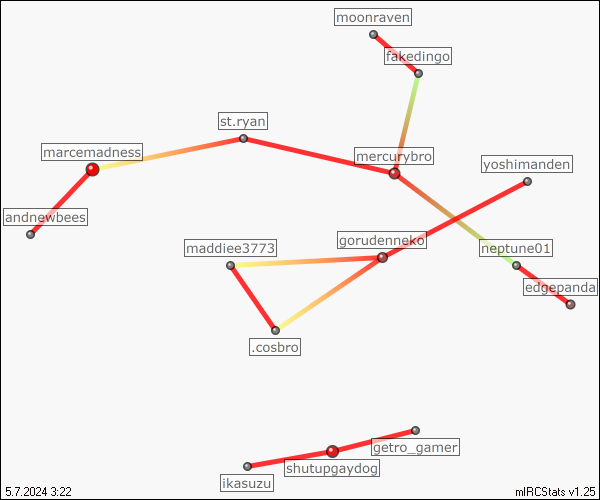 moonraven
fakedingo
st.ryan
marcemadness
mercurybro
yoshimanden
andnewbees
maddiee3773
gorudenneko
neptune01
edgepanda
.cosbro
getro_gamer
shutupgaydog
ikasuzu
5.7.2024 3:22
mIRCStats v1.25